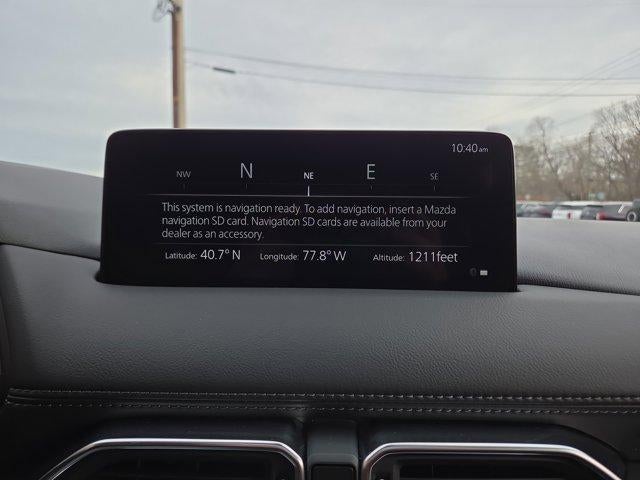 10:40am
NW N NE E SE
This system is navigation ready. To add navigation, insert a Mazda
navigation SD card. Navigation SD cards are available from your
dealer as an accessory.
Latitude: 40.7° N Longitude: 77.8° W Altitude: 1211feet